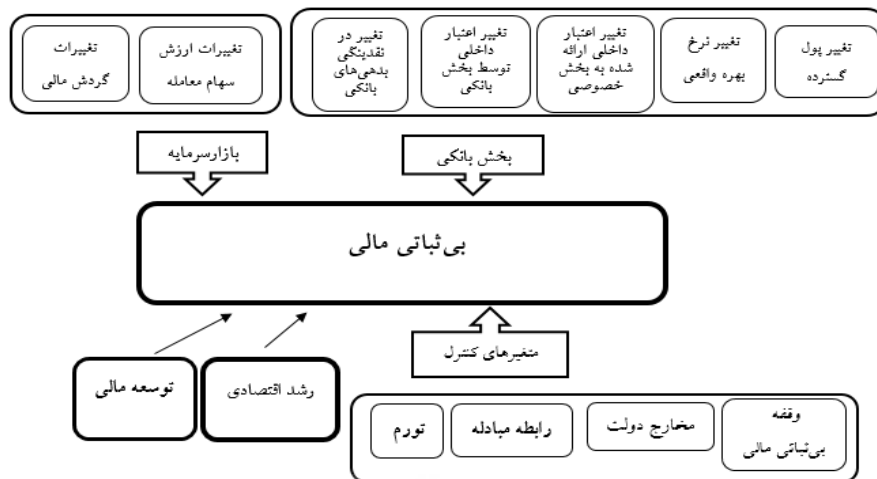 تغییر پول
گسترده
تغییر نرخ
بهره واقعی
تغییر اعتبار
داخلی ارائه
شده به بخش
خصوصی
تغییر اعتبار
داخلی
توسط بخش
بانکی
تغییر در
نقدینگی
بدهی‌های
بانکی
تغییرات ارزش
سهام معامله
تغییرات
گردش مالی
بخش بانکی
بازارسرمایه
بی‌ثباتی مالی
متغیرهای کنترل
رشد اقتصادی
توسعه مالی
وقفه
بی‌ثباتی مالی
مخارج دولت
رابطه مبادله
تورم